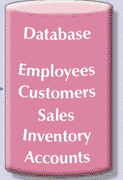 Database
Employees
Customers
Sales
Inventory
Accounts